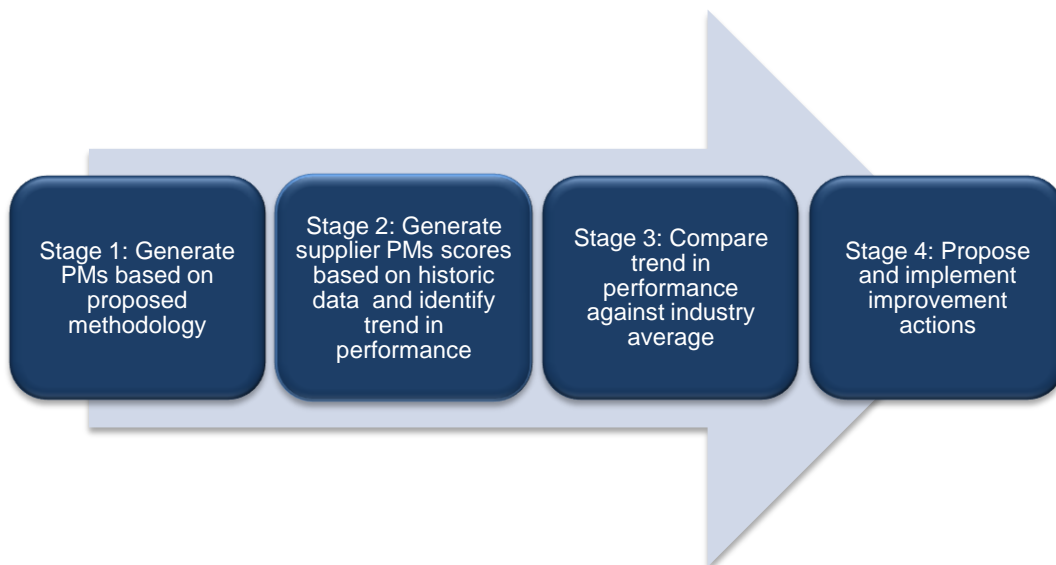 Stage 1: Generate
PMs based on
proposed
methodology
Stage 2: Generate
supplier PMs scores
based on historic
data and identify
trend in
performance
Stage 3: Compare
trend in
performance
against industry
average
Stage 4: Propose
and implement
improvement
actions